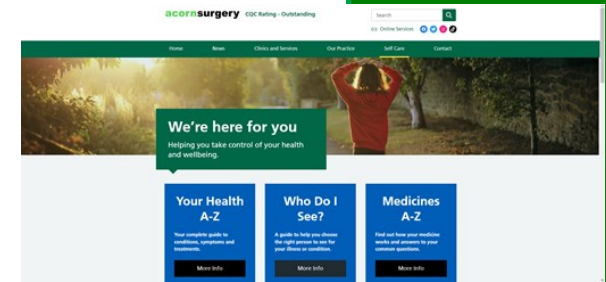 acornsurgery CQC Rating - Outstanding
Search
Online Services
Home News Clinics and Services Our Practice Self Care Contact
We're here for you
Helping you take control of your health
and wellbeing.
Your Health
A-Z
Your complete guide to
conditions, symptoms and
treatments.
More Info
Who Do I
See?
A guide to help you choose
the right person to see for
your illness or condition.
More Info
Medicines
A-Z
Find out how your medicine
works and answers to your
common questions.
More Info